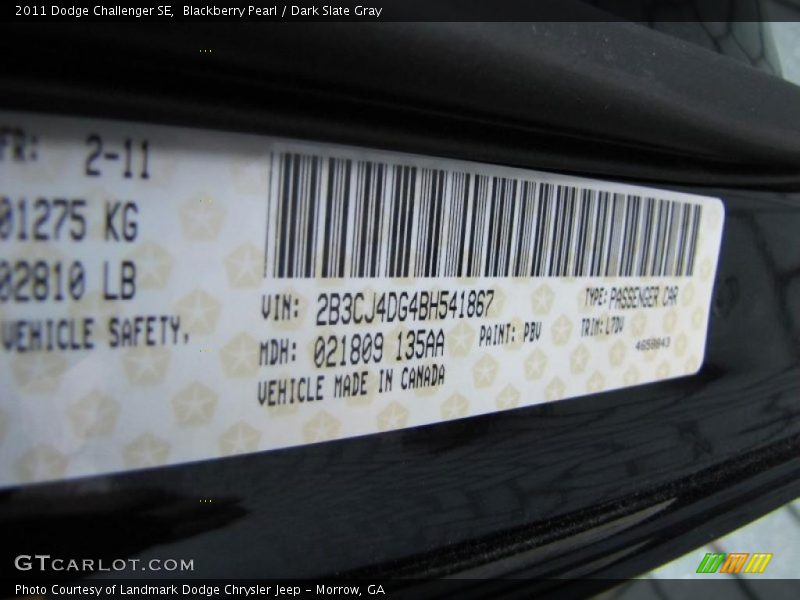 2011 Dodge Challenger SE,  Blackberry Pearl / Dark Slate Gray
FR: 2-11
01275 KG
02810 LB
VEHICLE SAFETY,
VIN: 2B3CJ4DG4BH541867
TYPE: PASSENGER CAR
MDH: 021809 135AA
PAINT: PBV
TRIM: L7DV
VEHICLE MADE IN CANADA
4658843
GTCARLOT.COM
Photo Courtesy of Landmark Dodge Chrysler Jeep - Morrow, GA